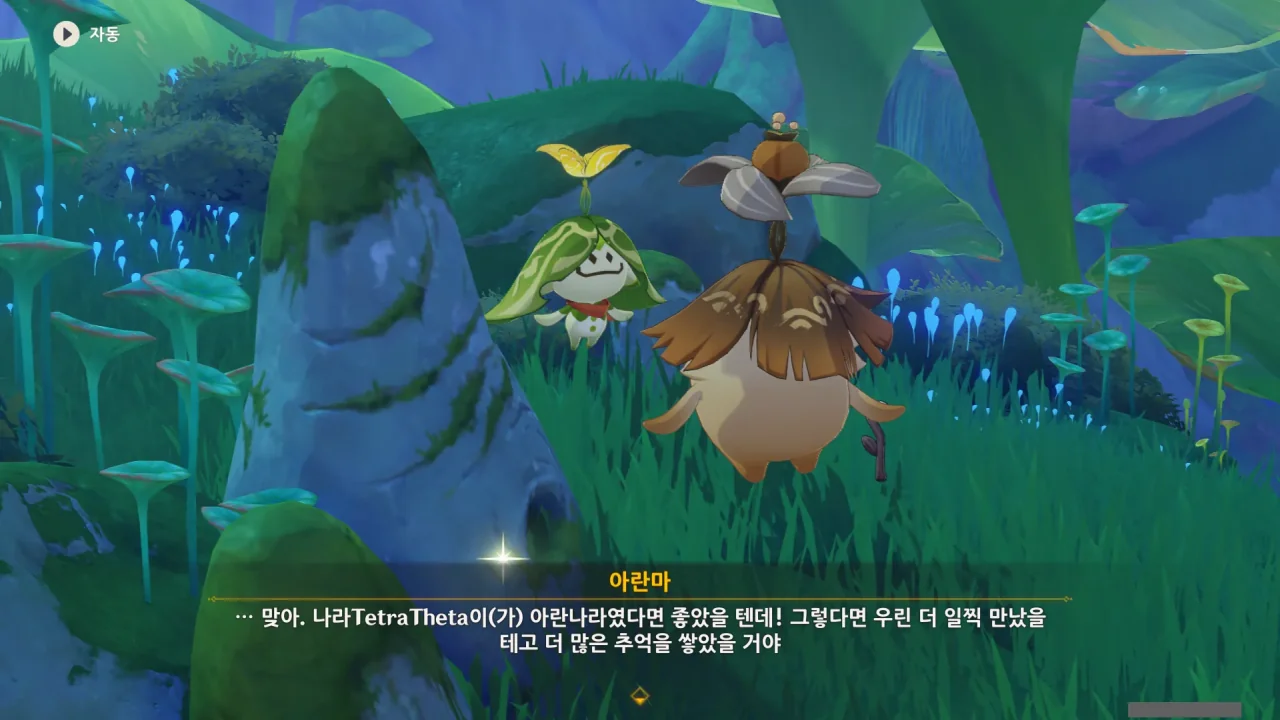 자동
아란마
… 맞아. 나라TetraTheta이(가) 아란나라였다면 좋았을 텐데! 그렇다면 우린 더 일찍 만났을
테고 더 많은 추억을 쌓았을 거야